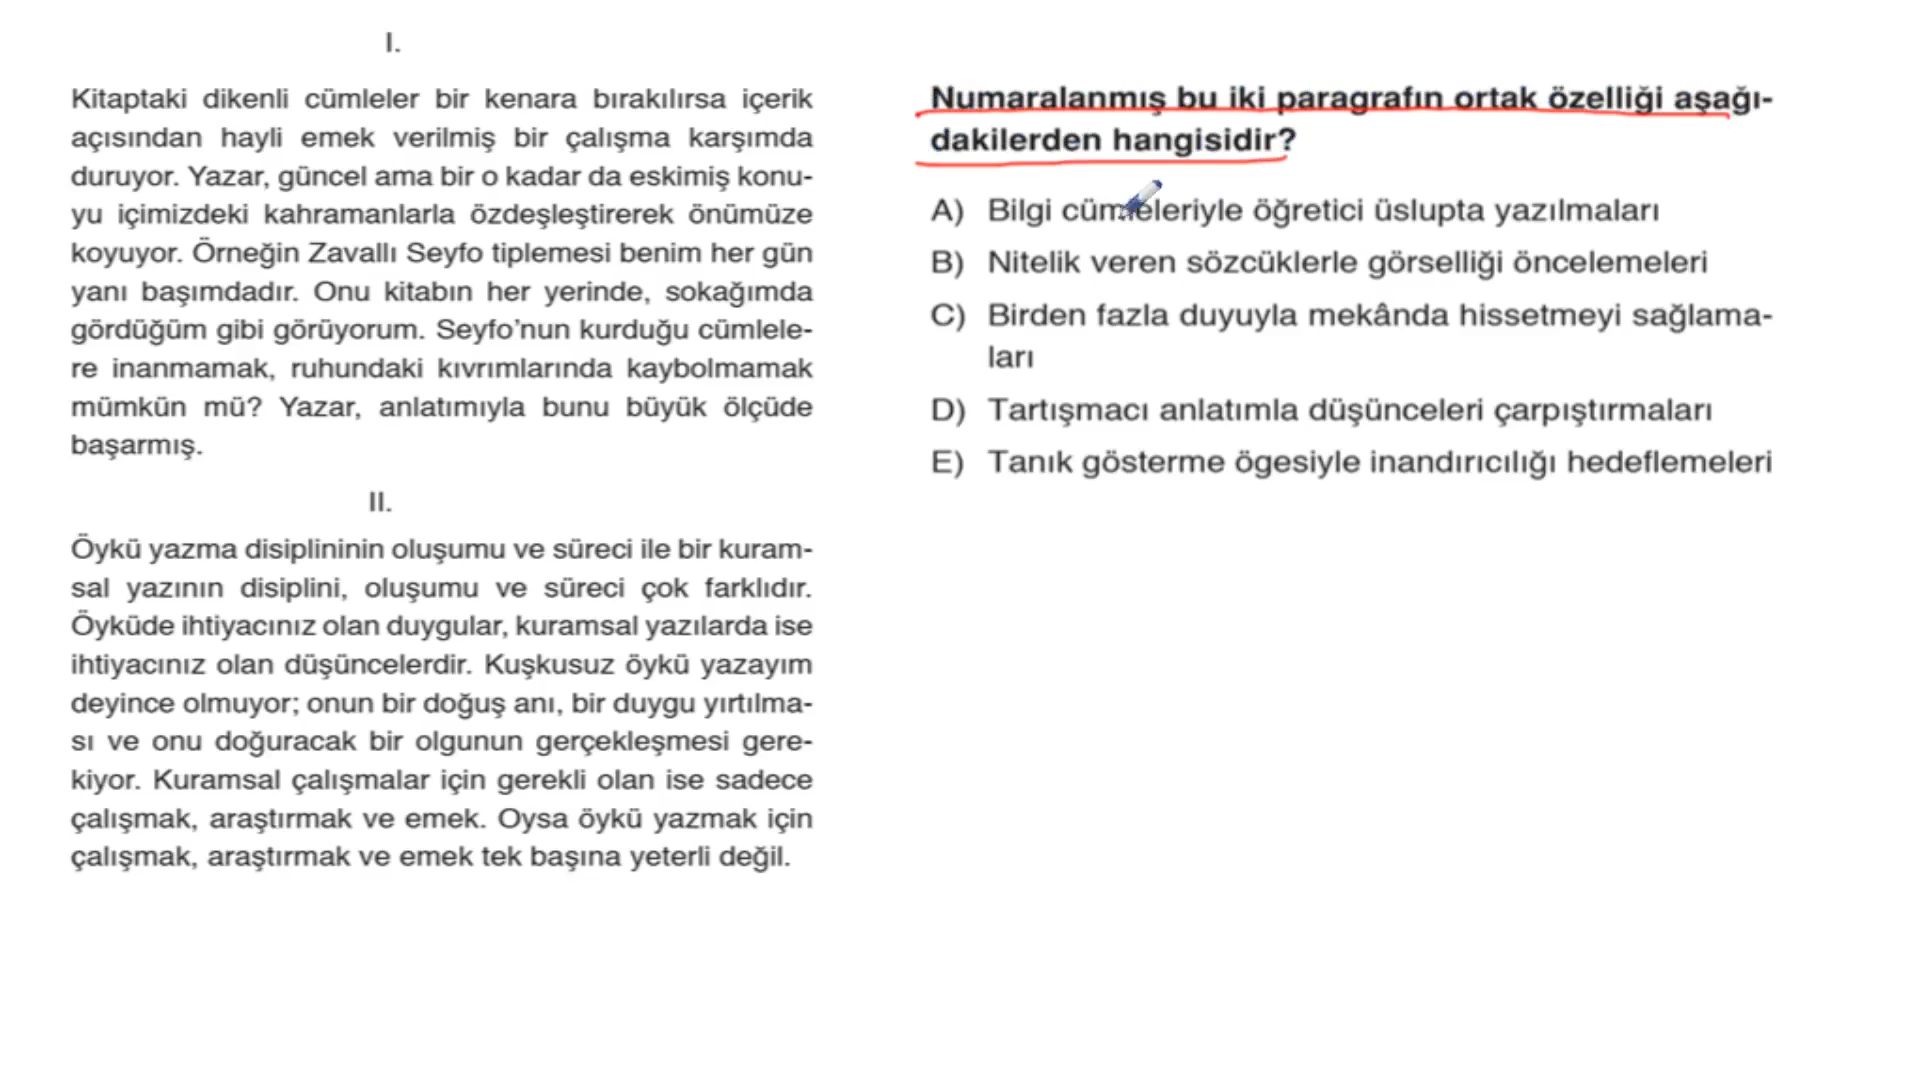 I.
Kitaptaki dikenli cümleler bir kenara bırakılırsa içerik
açısından hayli emek verilmiş bir çalışma karşımda
duruyor. Yazar, güncel ama bir o kadar da eskimiş konu-
yu içimizdeki kahramanlarla özdeşleştirerek önümüze
koyuyor. Örneğin Zavallı Seyfo tiplemesi benim her gün
yanı başımdadır. Onu kitabın her yerinde, sokağımda
gördüğüm gibi görüyorum. Seyfo'nun kurduğu cümlele-
re inanmamak, ruhundaki kıvrımlarında kaybolmamak
mümkün mü? Yazar, anlatımıyla bunu büyük ölçüde
başarmış.
II.
Öykü yazma disiplininin oluşumu ve süreci ile bir kuram-
sal yazının disiplini, oluşumu ve süreci çok farklıdır.
Öyküde ihtiyacınız olan duygular, kuramsal yazılarda ise
ihtiyacınız olan düşüncelerdir. Kuşkusuz öykü yazayım
deyince olmuyor; onun bir doğuş anı, bir duygu yırtılma-
sı ve onu doğuracak bir olgunun gerçekleşmesi gere-
kiyor. Kuramsal çalışmalar için gerekli olan ise sadece
çalışmak, araştırmak ve emek. Oysa öykü yazmak için
çalışmak, araştırmak ve emek tek başına yeterli değil.
Numaralanmış bu iki paragrafın ortak özelliği aşağı-
dakilerden hangisidir?
A) Bilgi cümleleriyle öğretici üslupta yazılmaları
B) Nitelik veren sözcüklerle görselliği öncelemeleri
C) Birden fazla duyuyla mekânda hissetmeyi sağlama-
ları
D) Tartışmacı anlatımla düşünceleri çarpıştırmaları
E) Tanık gösterme ögesiyle inandırıcılığı hedeflemeleri